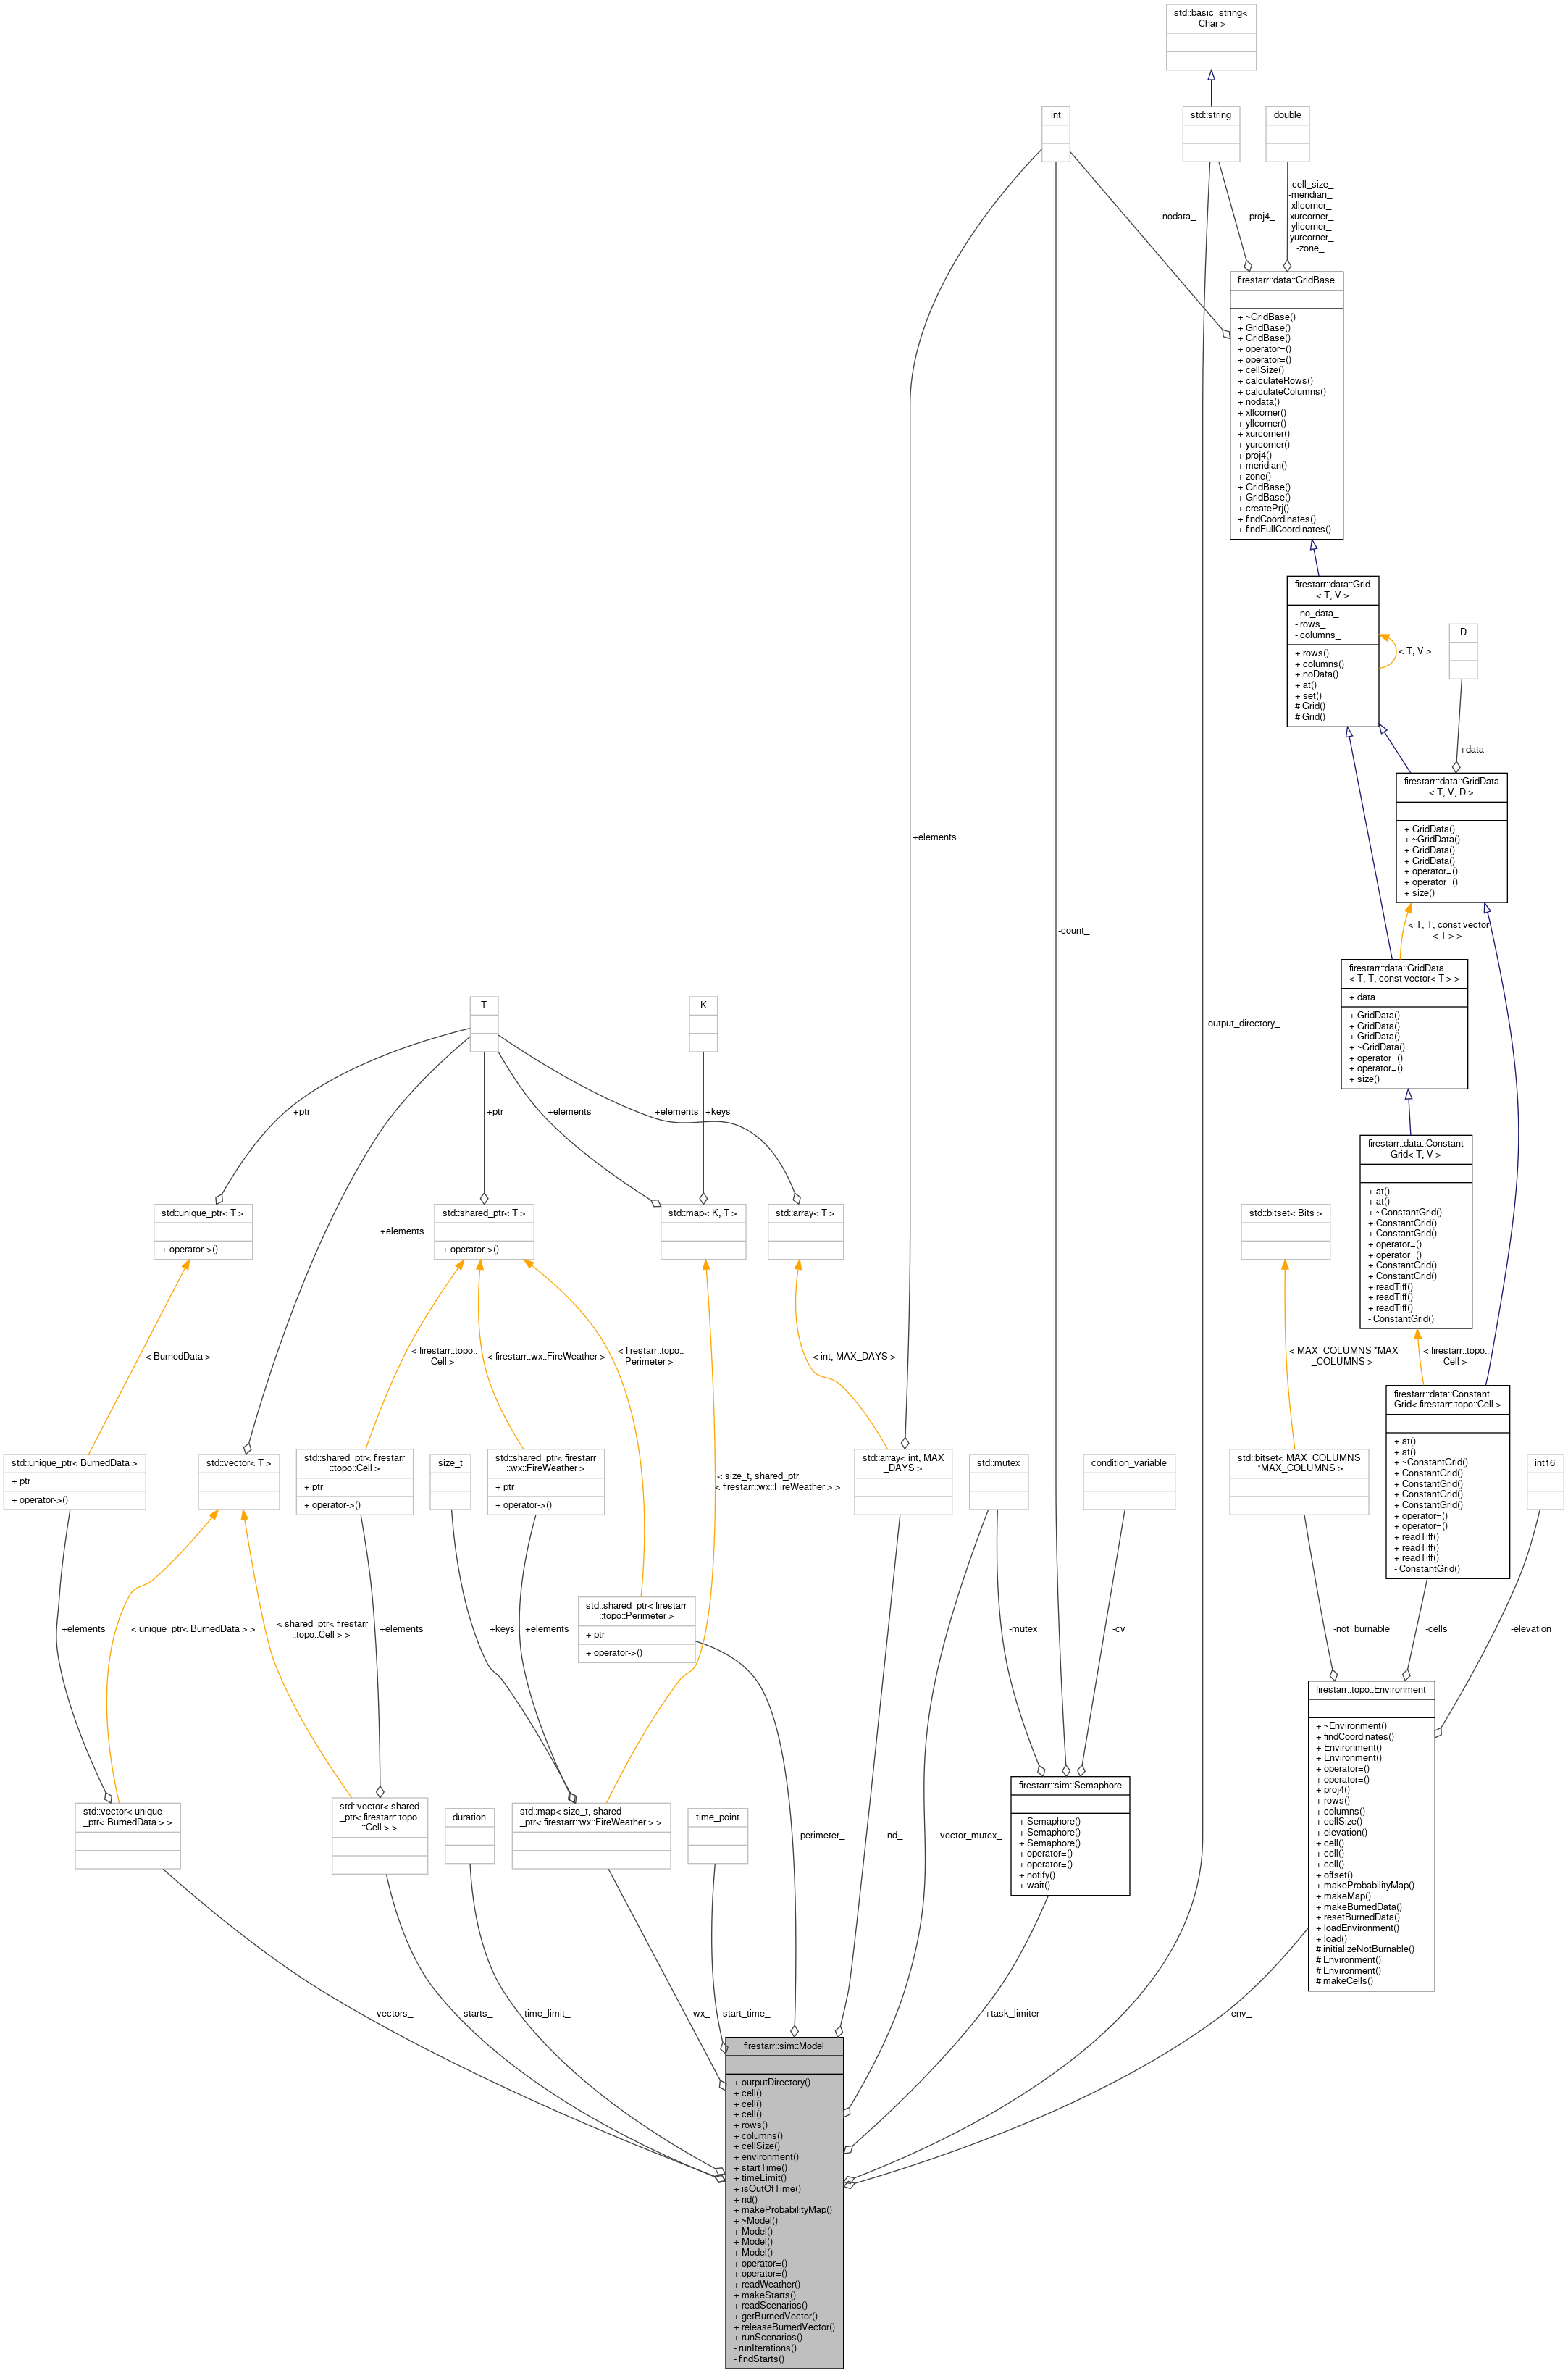 std::basic_string<
Char >
int
std::string
double
-cell_size_
-meridian_
-xllcorner_
-xurcorner_
-yllcorner_
-yurcorner_
-zone_
-nodata_
-proj4_
firestarr::data::GridBase
+ ~GridBase()
+ GridBase()
+ GridBase()
+ operator=()
+ operator=()
+ cellSize()
+ calculateRows()
+ calculateColumns()
+ nodata()
+ xllcorner()
+ yllcorner()
+ xurcorner()
+ yurcorner()
+ proj4()
+ meridian()
+ zone()
+ GridBase()
+ GridBase()
+ createPrj()
+ findCoordinates()
+ findFullCoordinates()
firestarr::data::Grid
< T, V >
- no_data_
- rows_
- columns_
+ rows()
+ columns()
+ noData()
+ at()
+ set()
# Grid()
# Grid()
< T, V >
D
+data
firestarr::data::GridData
< T, V, D >
+ GridData()
+ ~GridData()
+ GridData()
+ GridData()
+ operator=()
+ operator=()
+ size()
+elements
-count_
< T, T, const vector
< T > >
firestarr::data::GridData
< T, T, const vector< T > >
+ data
+ GridData()
+ GridData()
+ GridData()
+ ~GridData()
+ operator=()
+ operator=()
+ size()
-output_directory_
T
K
+ptr
+ptr
+elements
+elements
+keys
+elements
firestarr::data::Constant
Grid< T, V >
+ at()
+ at()
+ ~ConstantGrid()
+ ConstantGrid()
+ ConstantGrid()
+ operator=()
+ operator=()
+ ConstantGrid()
+ ConstantGrid()
+ readTiff()
+ readTiff()
+ readTiff()
- ConstantGrid()
std::unique_ptr< T >
+ operator->()
std::shared_ptr< T >
+ operator->()
std::map< K, T >
std::array< T >
std::bitset< Bits >
< BurnedData >
< firestarr::topo::
Cell >
< firestarr::wx::FireWeather >
< firestarr::topo::
Perimeter >
< int, MAX_DAYS >
< MAX_COLUMNS *MAX
_COLUMNS >
< firestarr::topo::
Cell >
std::unique_ptr< BurnedData >
+ ptr
+ operator->()
std::vector< T >
std::shared_ptr< firestarr
::topo::Cell >
+ ptr
+ operator->()
size_t
std::shared_ptr< firestarr
::wx::FireWeather >
+ ptr
+ operator->()
< size_t, shared_ptr
< firestarr::wx::FireWeather > >
std::array< int, MAX
_DAYS >
std::mutex
condition_variable
std::bitset< MAX_COLUMNS
*MAX_COLUMNS >
firestarr::data::Constant
Grid< firestarr::topo::Cell >
+ at()
+ at()
+ ~ConstantGrid()
+ ConstantGrid()
+ ConstantGrid()
+ ConstantGrid()
+ ConstantGrid()
+ operator=()
+ operator=()
+ readTiff()
+ readTiff()
+ readTiff()
- ConstantGrid()
int16
std::shared_ptr< firestarr
::topo::Perimeter >
+ ptr
+ operator->()
+elements
< unique_ptr< BurnedData > >
< shared_ptr< firestarr
::topo::Cell > >
+elements
+keys
+elements
-mutex_
-cv_
-not_burnable_
-cells_
-elevation_
firestarr::topo::Environment
+ ~Environment()
+ findCoordinates()
+ Environment()
+ Environment()
+ operator=()
+ operator=()
+ proj4()
+ rows()
+ columns()
+ cellSize()
+ elevation()
+ cell()
+ cell()
+ cell()
+ offset()
+ makeProbabilityMap()
+ makeMap()
+ makeBurnedData()
+ resetBurnedData()
+ loadEnvironment()
+ load()
# initializeNotBurnable()
# Environment()
# Environment()
# makeCells()
firestarr::sim::Semaphore
+ Semaphore()
+ Semaphore()
+ Semaphore()
+ operator=()
+ operator=()
+ notify()
+ wait()
std::vector< unique
_ptr< BurnedData > >
std::vector< shared
_ptr< firestarr::topo
::Cell > >
duration
std::map< size_t, shared
_ptr< firestarr::wx::FireWeather > >
time_point
-perimeter_
-nd_
-vector_mutex_
-vectors_
-starts_
-time_limit_
-wx_
-start_time_
+task_limiter
-env_
firestarr::sim::Model
+ outputDirectory()
+ cell()
+ cell()
+ cell()
+ rows()
+ columns()
+ cellSize()
+ environment()
+ startTime()
+ timeLimit()
+ isOutOfTime()
+ nd()
+ makeProbabilityMap()
+ ~Model()
+ Model()
+ Model()
+ Model()
+ operator=()
+ operator=()
+ readWeather()
+ makeStarts()
+ readScenarios()
+ getBurnedVector()
+ releaseBurnedVector()
+ runScenarios()
- runIterations()
- findStarts()